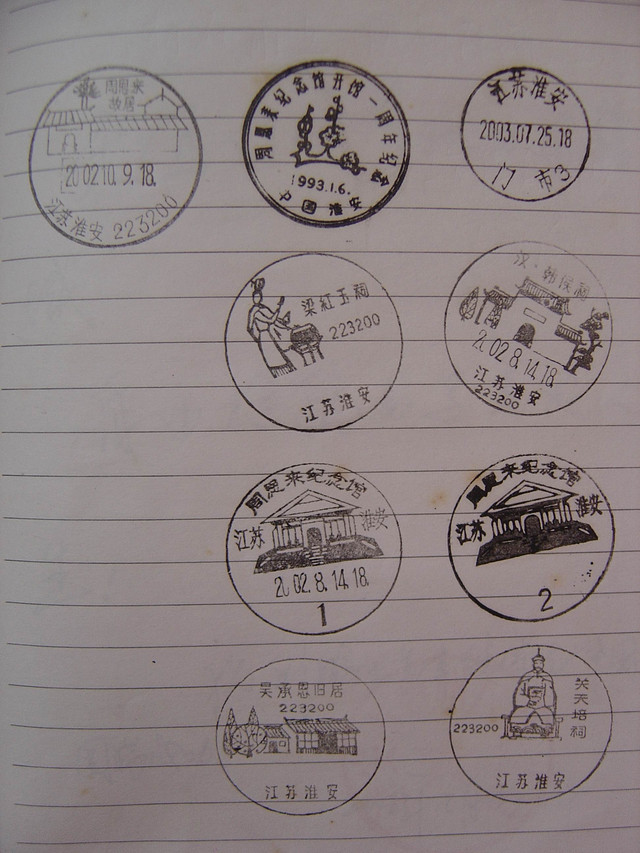 周恩来
故居
2002 10. 9. 18.
江苏淮安 223200
周恩来纪念馆开馆一周年纪念
1993.1.6.
中国 淮安
江苏淮安
2003.07.25.18
门 市3
梁紅玉祠
223200
江苏淮安
汉·韩侯祠
2002.8.14.18.
江苏淮安
223200
周恩来纪念馆
江苏 淮安
2002.8.14.18.
1
周恩来纪念馆
江苏 淮安
2
吴承恩旧居
223200
江苏淮安
关天培祠
223200
江苏淮安